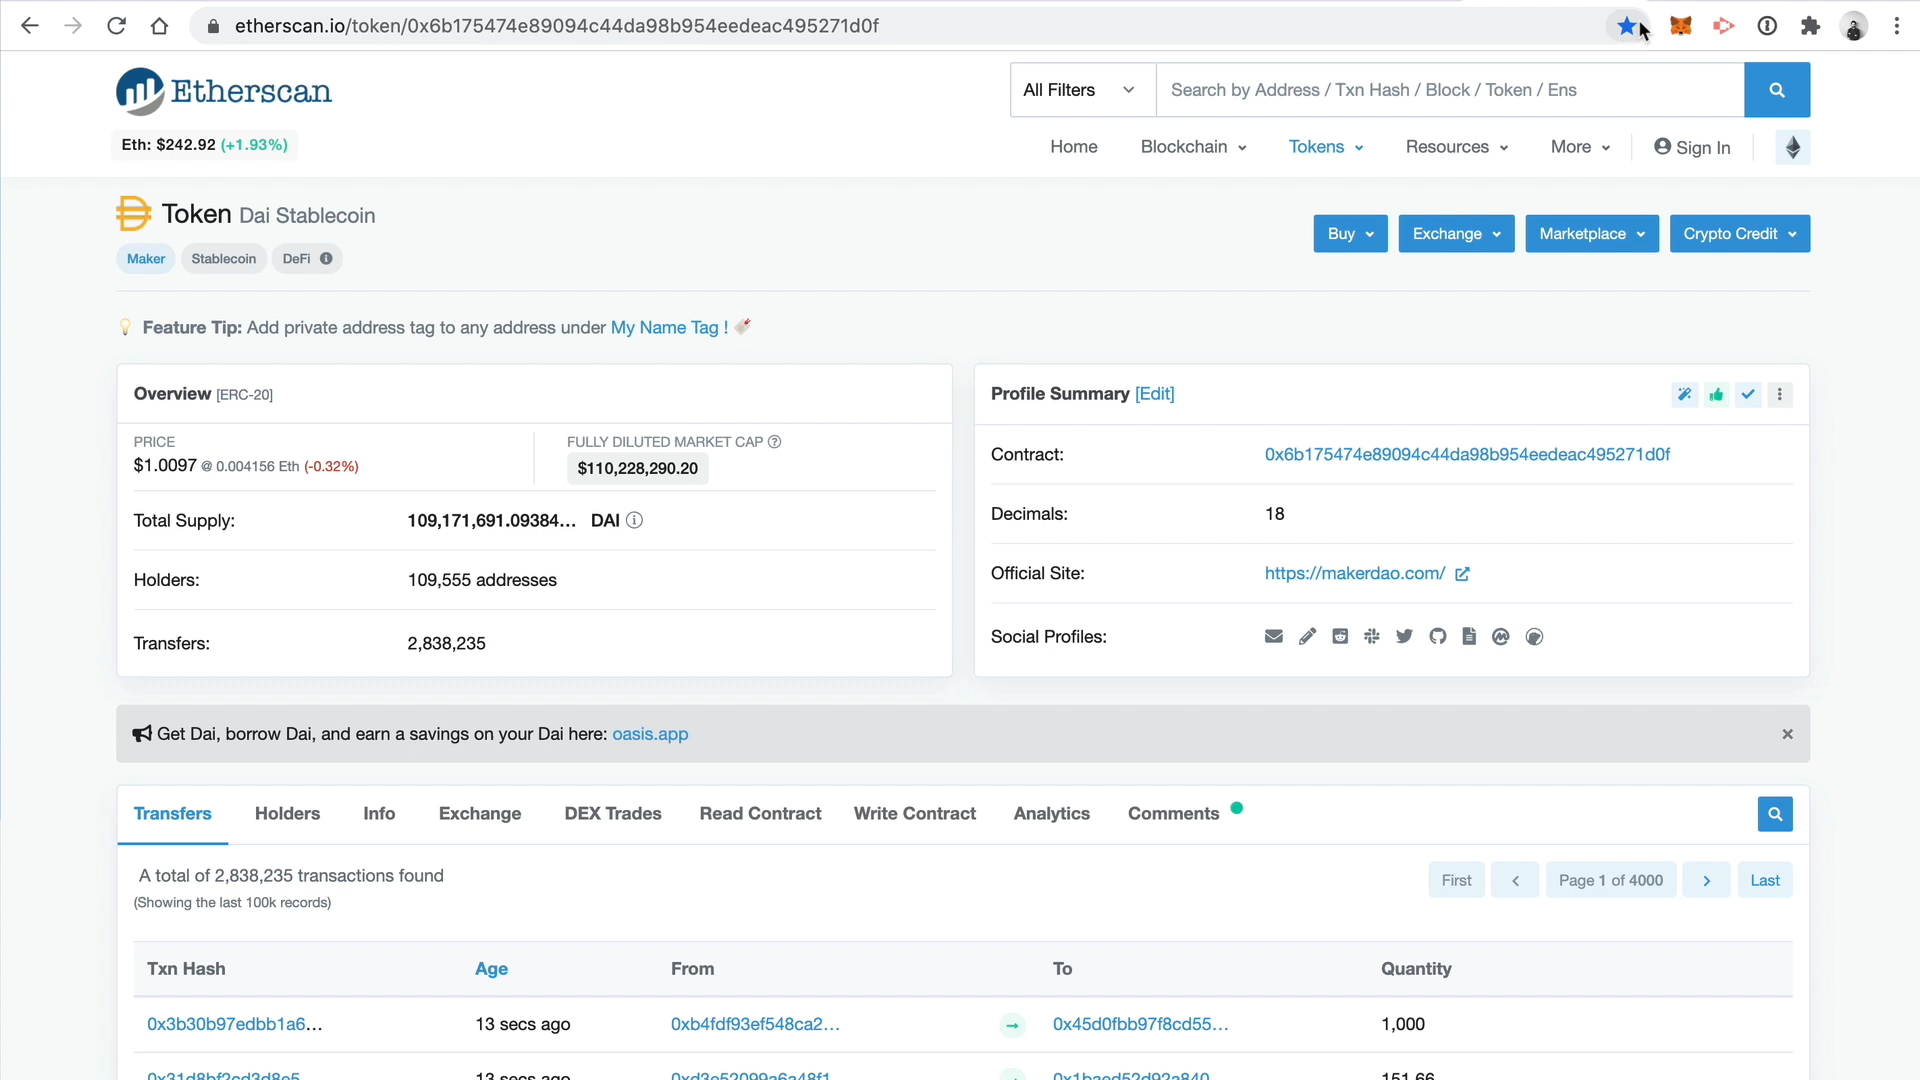 etherscan.io/token/0x6b175474e89094c44da98b954eedeac495271d0f
Etherscan
All Filters
Search by Address / Txn Hash / Block / Token / Ens
Eth: $242.92 (+1.93%)
Home Blockchain Tokens Resources More Sign In
Token Dai Stablecoin
Maker Stablecoin DeFi
Buy Exchange Marketplace Crypto Credit
Feature Tip: Add private address tag to any address under My Name Tag !
Overview [ERC-20]
PRICE
$1.0097 @ 0.004156 Eth (-0.32%)
FULLY DILUTED MARKET CAP
$110,228,290.20
Total Supply: 109,171,691.09384... DAI
Holders: 109,555 addresses
Transfers: 2,838,235
Profile Summary [Edit]
Contract: 0x6b175474e89094c44da98b954eedeac495271d0f
Decimals: 18
Official Site: https://makerdao.com/
Social Profiles:
Get Dai, borrow Dai, and earn a savings on your Dai here: oasis.app
×
Transfers Holders Info Exchange DEX Trades Read Contract Write Contract Analytics Comments
A total of 2,838,235 transactions found
(Showing the last 100k records)
First Page 1 of 4000 Last
Txn Hash Age From To Quantity
0x3b30b97edbb1a6... 13 secs ago 0xb4fdf93ef548ca2... 0x45d0fbb97f8cd55... 1,000
13 secs ago 151.66